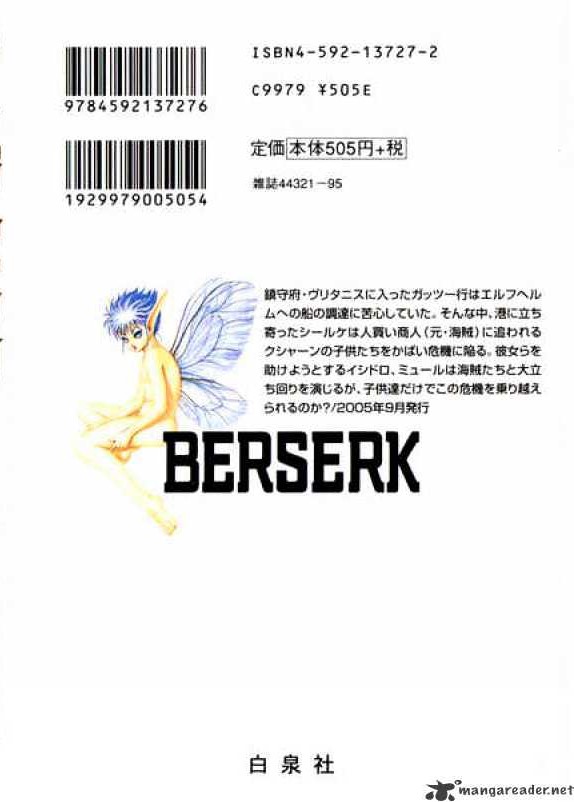 ISBN4-592-13727-2
9784592137276
C9979 ¥505E
定価 本体505円+税
雑誌44321-95
1929979005054
鎮守府・ヴリタニスに入ったガッツ一行はエルフヘル
ムへの船の調達に苦心していた。そんな中、港に立ち
寄ったシールケは人買い商人(元・海賊)に追われる
クシャーンの子供たちをかばい危機に陥る。彼女らを
助けようとするイシドロ、ミュールは海賊たちと大立
ち回りを演じるが、子供達だけでこの危機を乗り越え
られるのか?/2005年9月発行
BERSERK
白泉社
mangareader.net